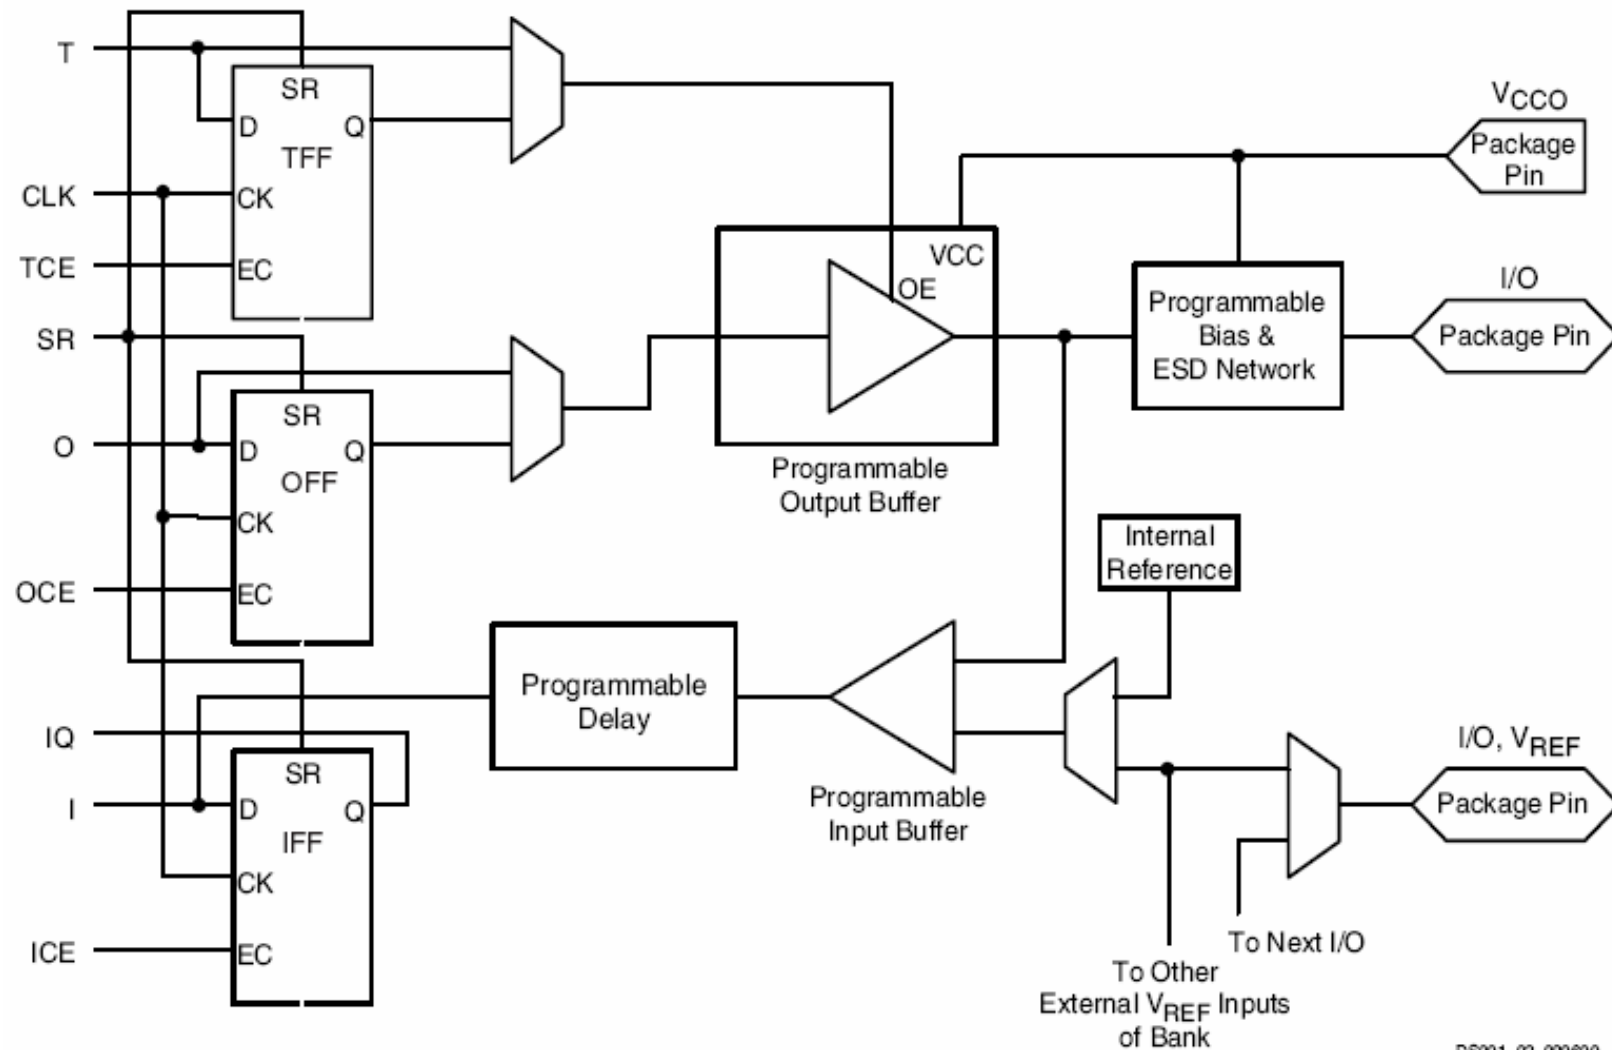 T
SR
D
Q
TFF
CLK
CK
TCE
EC
SR
SR
O
D
Q
OFF
CK
OCE
EC
IQ
SR
I
D
Q
IFF
CK
ICE
EC
VCC
OE
Programmable
Output Buffer
VCCO
Package
Pin
Programmable
Bias &
ESD Network
I/O
Package Pin
Internal
Reference
Programmable
Delay
Programmable
Input Buffer
I/O, VREF
Package Pin
To Next I/O
To Other
External VREF Inputs
of Bank